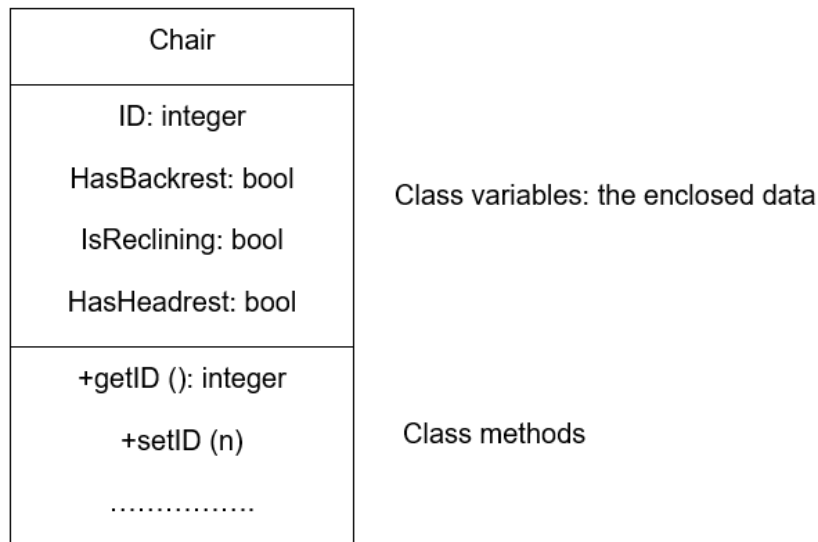 Chair
ID: integer
HasBackrest: bool
IsReclining: bool
HasHeadrest: bool
Class variables: the enclosed data
+getID (): integer
+setID (n)
................
Class methods